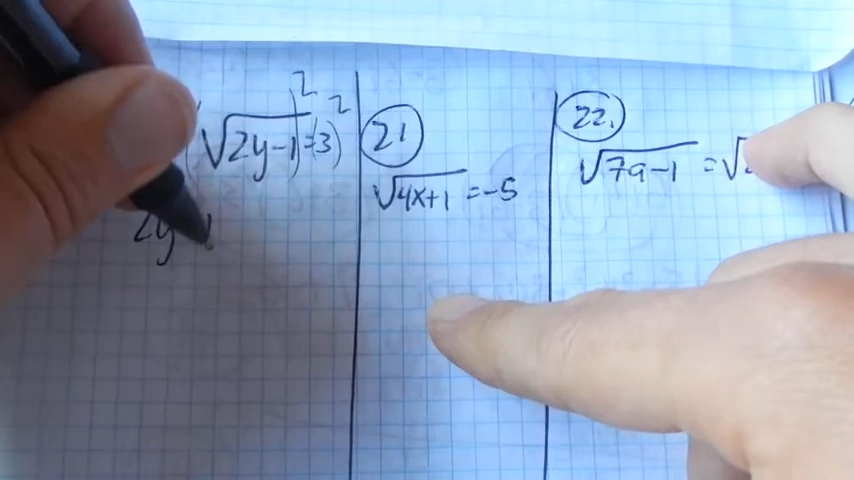 (√(2y-1))² = (3)²
2y
21
√(4x+1) = -5
22.
√(7a-1) = √